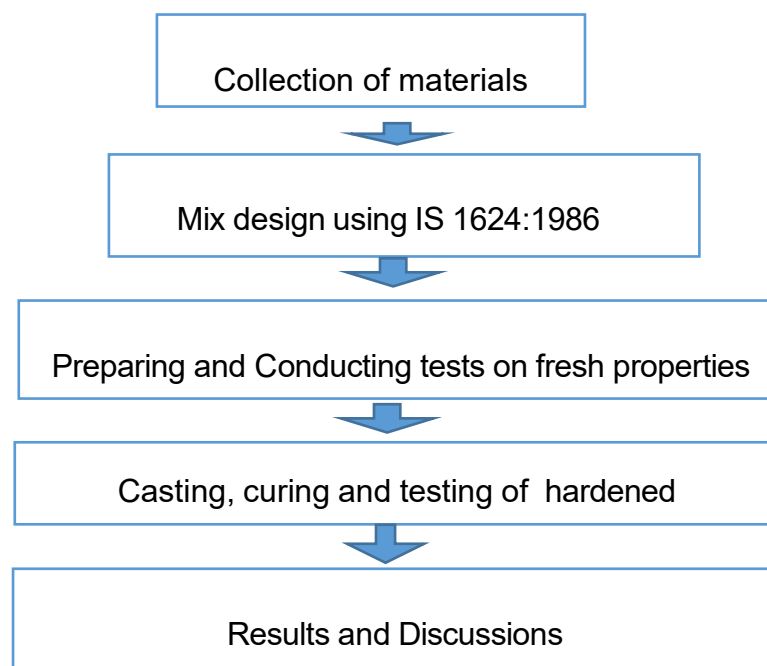 Collection of materials
Mix design using IS 1624:1986
Preparing and Conducting tests on fresh properties
Casting, curing and testing of hardened
Results and Discussions